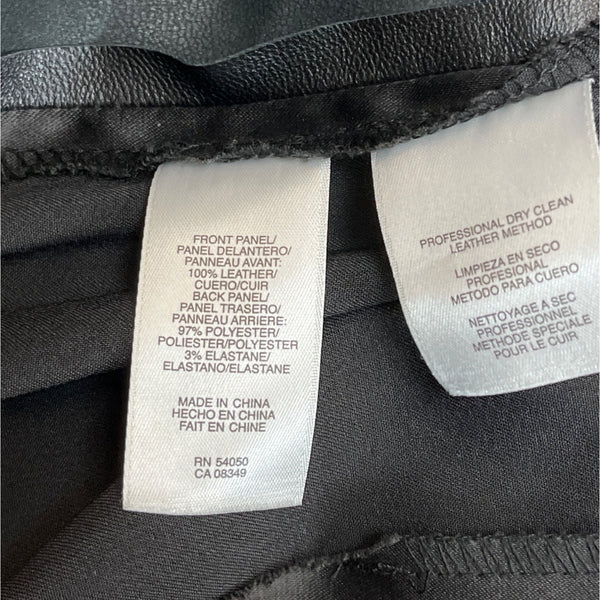 FRONT PANEL/
PANEL DELANTERO/
PANNEAU AVANT:
100% LEATHER/
CUERO/CUIR
BACK PANEL/
PANEL TRASERO/
PANNEAU ARRIERE:
97% POLYESTER/
POLIESTER/POLYESTER
3% ELASTANE/
ELASTANO/ELASTANE
MADE IN CHINA
HECHO EN CHINA
FAIT EN CHINE
RN 54050
CA 08349
PROFESSIONAL DRY CLEAN
LEATHER METHOD
LIMPIEZA EN SECO
PROFESIONAL
METODO PARA CUERO
NETTOYAGE A SEC
PROFESSIONNEL
METHODE SPECIALE
POUR LE CUIR